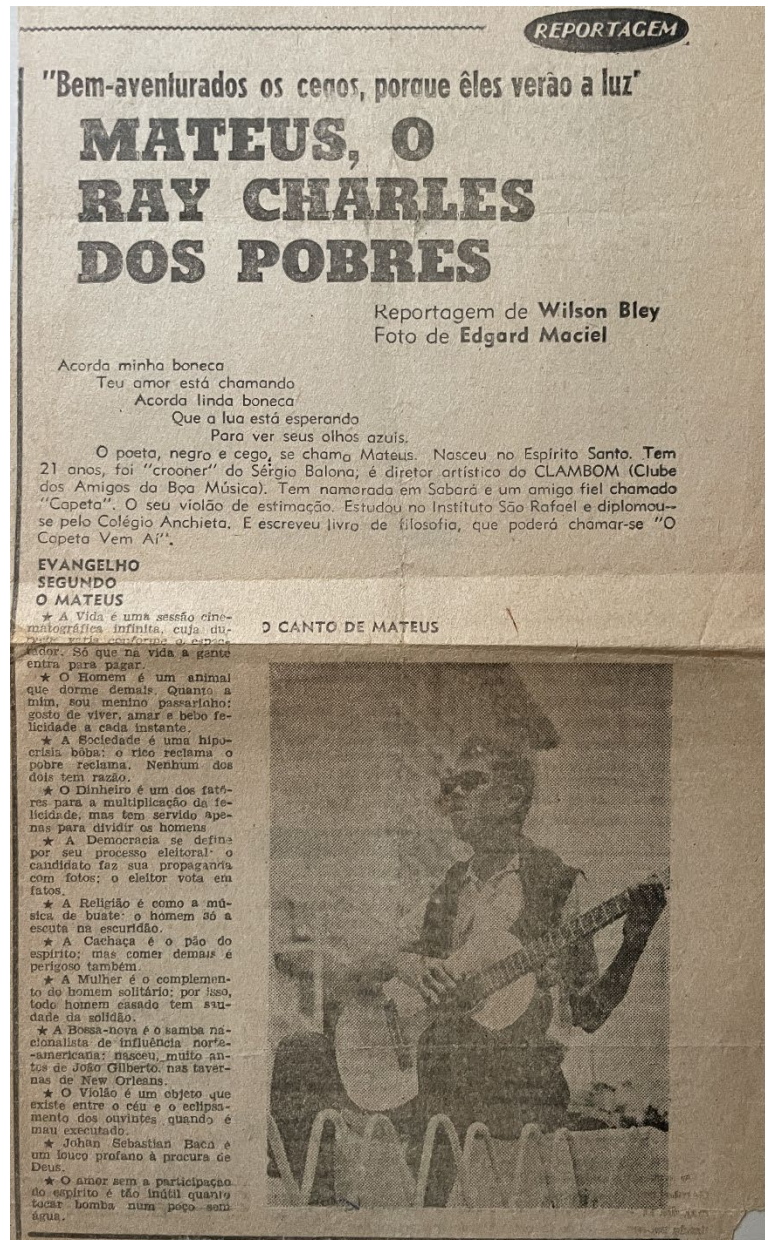 REPORTAGEM
"Bem-aventurados os cegos, porque êles verão a luz"
MATEUS, O
RAY CHARLES
DOS POBRES
Reportagem de Wilson Bley
Foto de Edgard Maciel
Acorda minha boneca
Teu amor está chamando
Acorda linda boneca
Que a lua está esperando
Para ver seus olhos azuis.
O poeta, negro e cego, se chama Mateus. Nasceu no Espírito Santo. Tem
21 anos, foi "crooner" do Sérgio Balona; é diretor artístico do CLAMBOM (Clube
dos Amigos da Boa Música). Tem namorada em Sabará e um amigo fiel chamado
"Capeta". O seu violão de estimação. Estudou no Instituto São Rafael e diplomou-
se pelo Colégio Anchieta. E escreveu livro de filosofia, que poderá chamar-se "O
Capeta Vem Aí".
EVANGELHO
SEGUNDO
O MATEUS
★ A Vida é uma sessão cine-
matográfica infinita, cuja du-
varia conforme o espec-
tador. Só que na vida a gente
entra para pagar.
★ O Homem é um animal
que dorme demais. Quanto a
mim, sou menino passarinho:
gosto de viver, amar e bebo fe-
licidade a cada instante.
★ A Sociedade é uma hipo-
crisia bôba: o rico reclama o
pobre reclama. Nenhum dos
dois tem razão.
★ O Dinheiro é um dos fatô-
res para a multiplicação da fe-
licidade, mas tem servido ape-
nas para dividir os homens
★ A Democracia se define
por seu processo eleitoral: o
candidato faz sua propaganda
com fotos; o eleitor vota em
fatos.
★ A Religião é como a mú-
sica de buate: o homem só a
escuta na escuridão.
★ A Cachaça é o pão do
espírito; mas comer demais é
perigoso também.
★ A Mulher é o complemen-
to do homem solitário; por isso,
todo homem casado tem sau-
dade da solidão.
★ A Bossa-nova é o samba na-
cionalista de influência norte-
-americana; nasceu, muito an-
tes de João Gilberto, nas taver-
nas de New Orleans.
★ O Violão é um objeto que
existe entre o céu e o eclipsa-
mento dos ouvintes quando é
mau executado.
★ Johan Sebastian Bach é
um louco profano à procura de
Deus.
★ O amor sem a participação
do espírito é tão inútil quanto
tocar bomba num poço sem
água.
O CANTO DE MATEUS